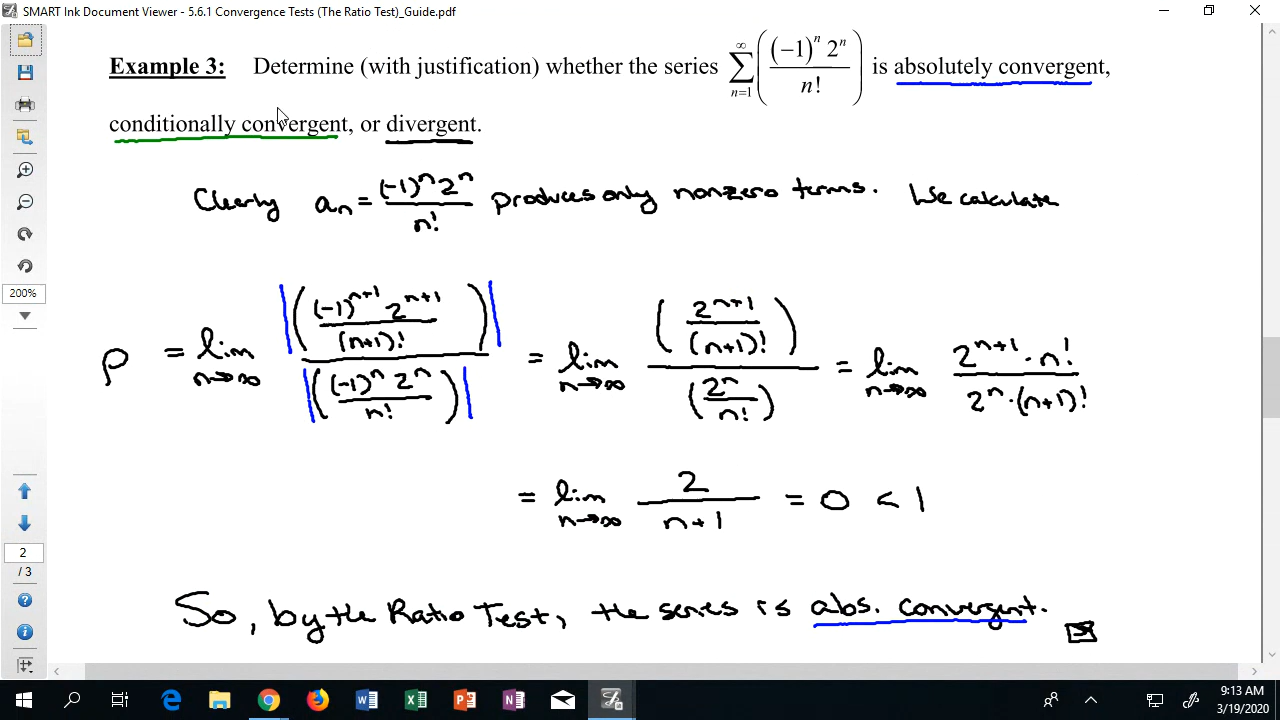 SMART Ink Document Viewer - 5.6.1 Convergence Tests (The Ratio Test)_Guide.pdf
Example 3: Determine (with justification) whether the series ∑_{n=1}^{∞} ( (-1)^n 2^n / n! ) is absolutely convergent,
conditionally convergent, or divergent.
Clearly a_n = (-1)^n 2^n / n! produces only nonzero terms. We calculate
ρ = lim_{n→∞} |( (-1)^{n+1} 2^{n+1} / (n+1)! )| / |( (-1)^n 2^n / n! )| = lim_{n→∞} ( 2^{n+1} / (n+1)! ) / ( 2^n / n! ) = lim_{n→∞} 2^{n+1} · n! / 2^n · (n+1)!
= lim_{n→∞} 2 / n+1 = 0 < 1
So, by the Ratio Test, the series is abs. convergent.
200%
2
/ 3
9:13 AM
3/19/2020